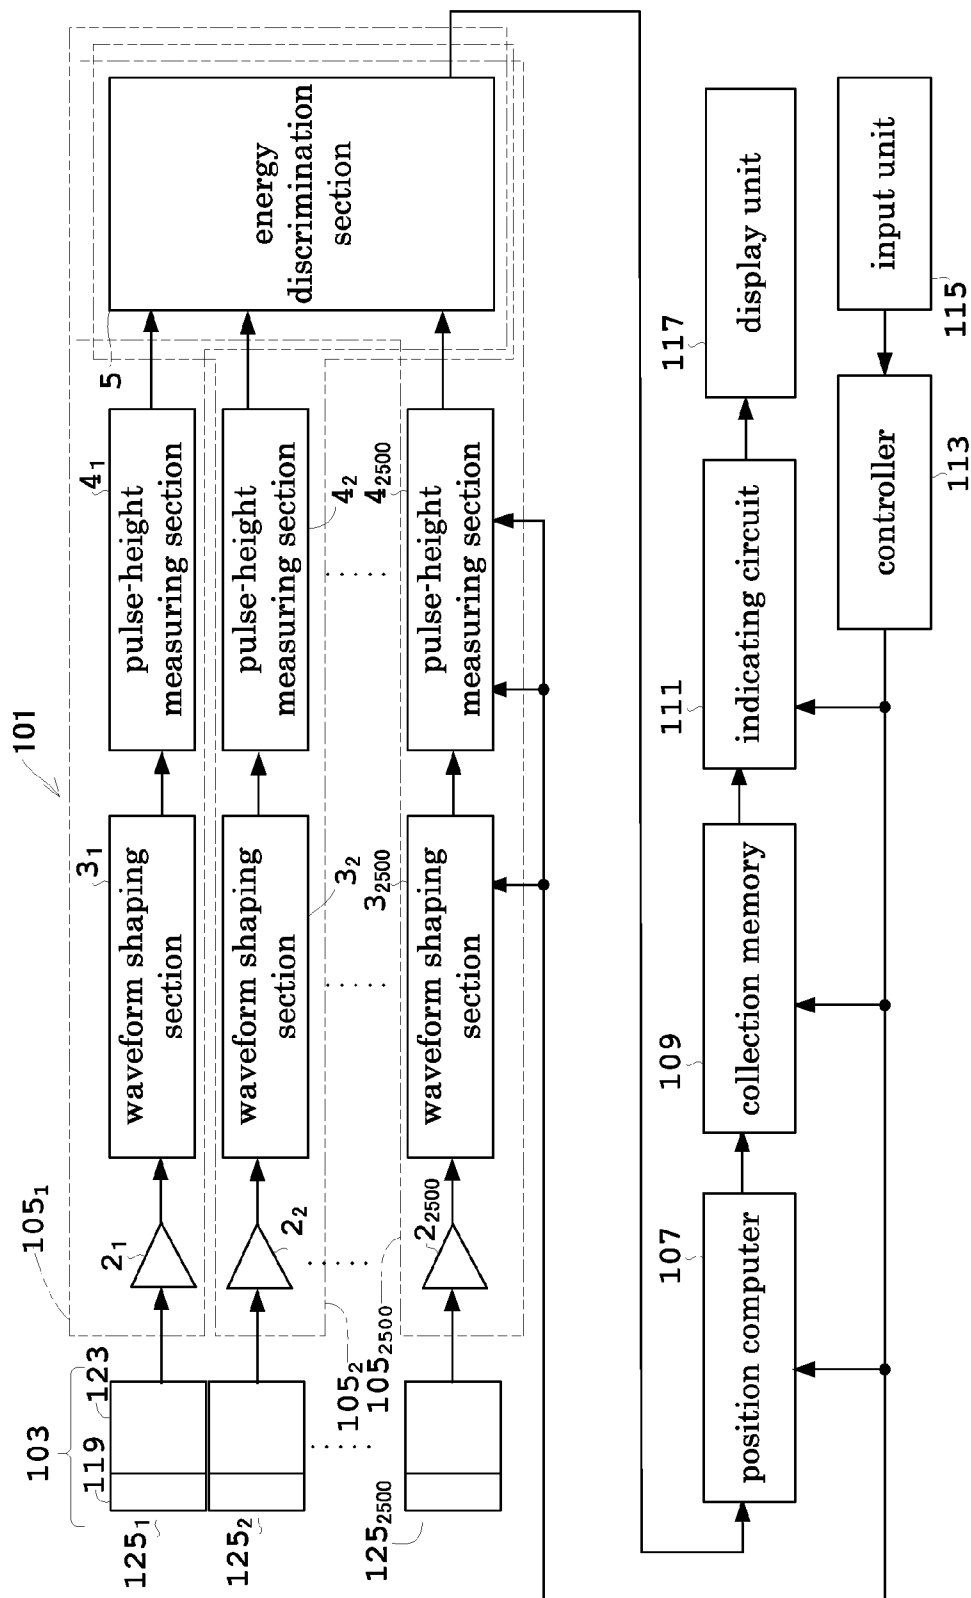 101
103
119
123
125₁
125₂
125₂₅₀₀
105₁
105₂
105₂₅₀₀
2₁
2₂
2₂₅₀₀
.....
.....
waveform shaping
section
3₁
waveform shaping
section
3₂
.....
waveform shaping
section
3₂₅₀₀
pulse-height
measuring section
4₁
pulse-height
measuring section
4₂
.....
pulse-height
measuring section
4₂₅₀₀
energy
discrimination
section
5
position computer
107
collection memory
109
indicating circuit
111
display unit
117
controller
113
input unit
115